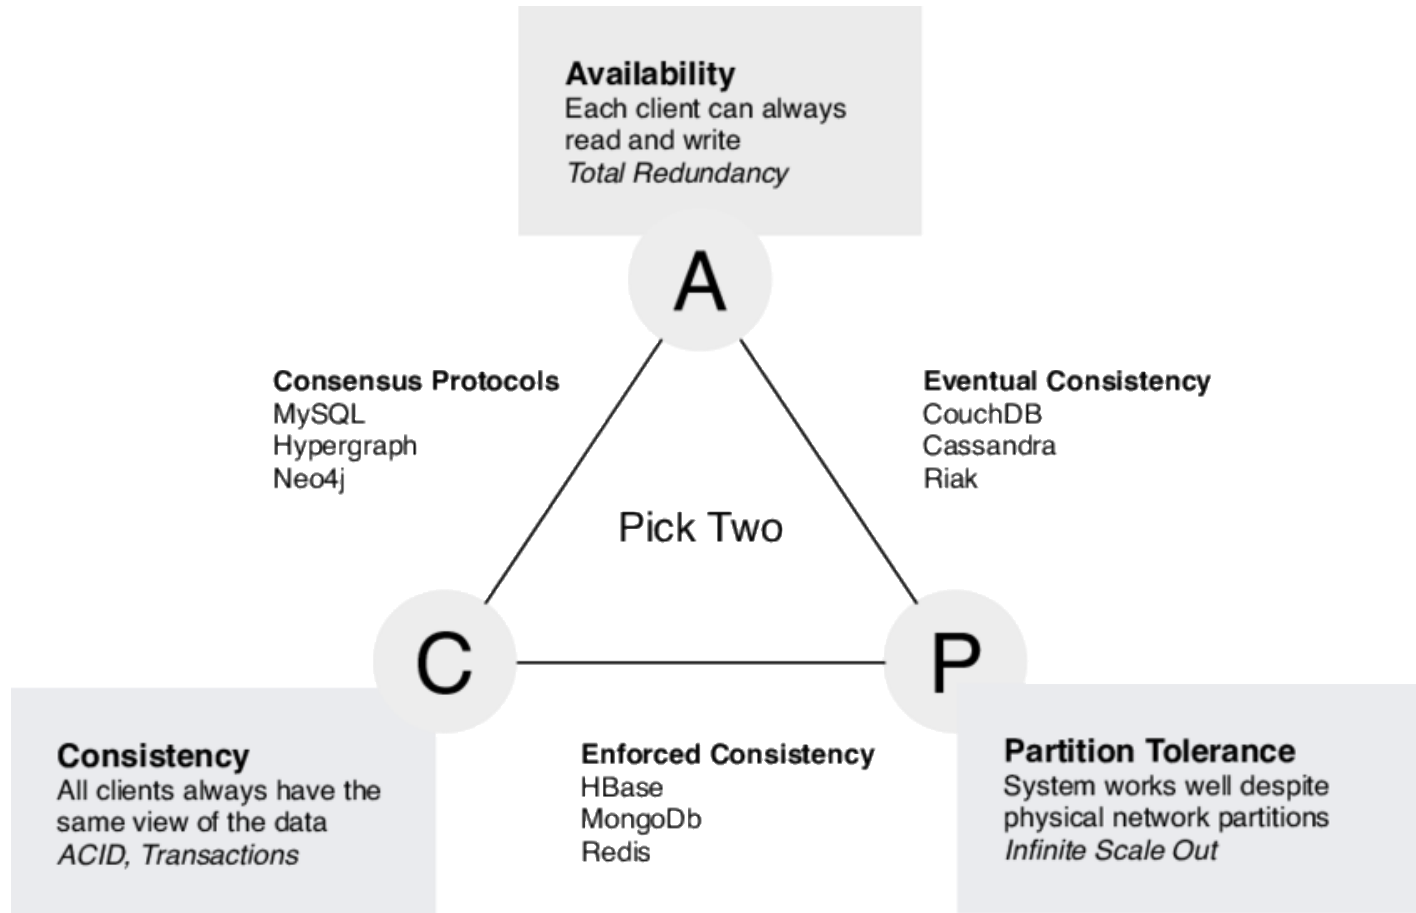 Availability
Each client can always
read and write
Total Redundancy
A
Consensus Protocols
MySQL
Hypergraph
Neo4j
Eventual Consistency
CouchDB
Cassandra
Riak
Pick Two
C
P
Consistency
All clients always have the
same view of the data
ACID, Transactions
Enforced Consistency
HBase
MongoDb
Redis
Partition Tolerance
System works well despite
physical network partitions
Infinite Scale Out